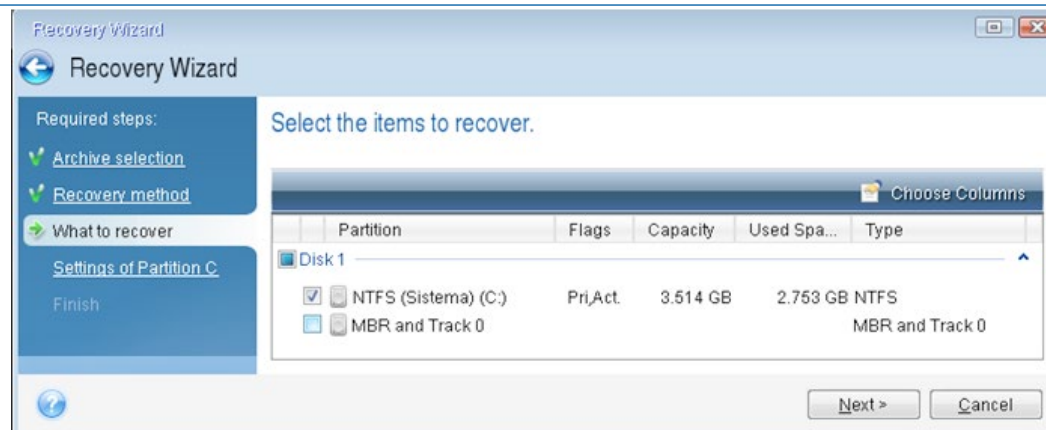 Recovery Wizard
Recovery Wizard
Required steps:
Archive selection
Recovery method
What to recover
Settings of Partition C
Finish
Select the items to recover.
Choose Columns
Partition Flags Capacity Used Spa... Type
Disk 1
NTFS (Sistema) (C:) Pri,Act. 3.514 GB 2.753 GB NTFS
MBR and Track 0 MBR and Track 0
? Next > Cancel